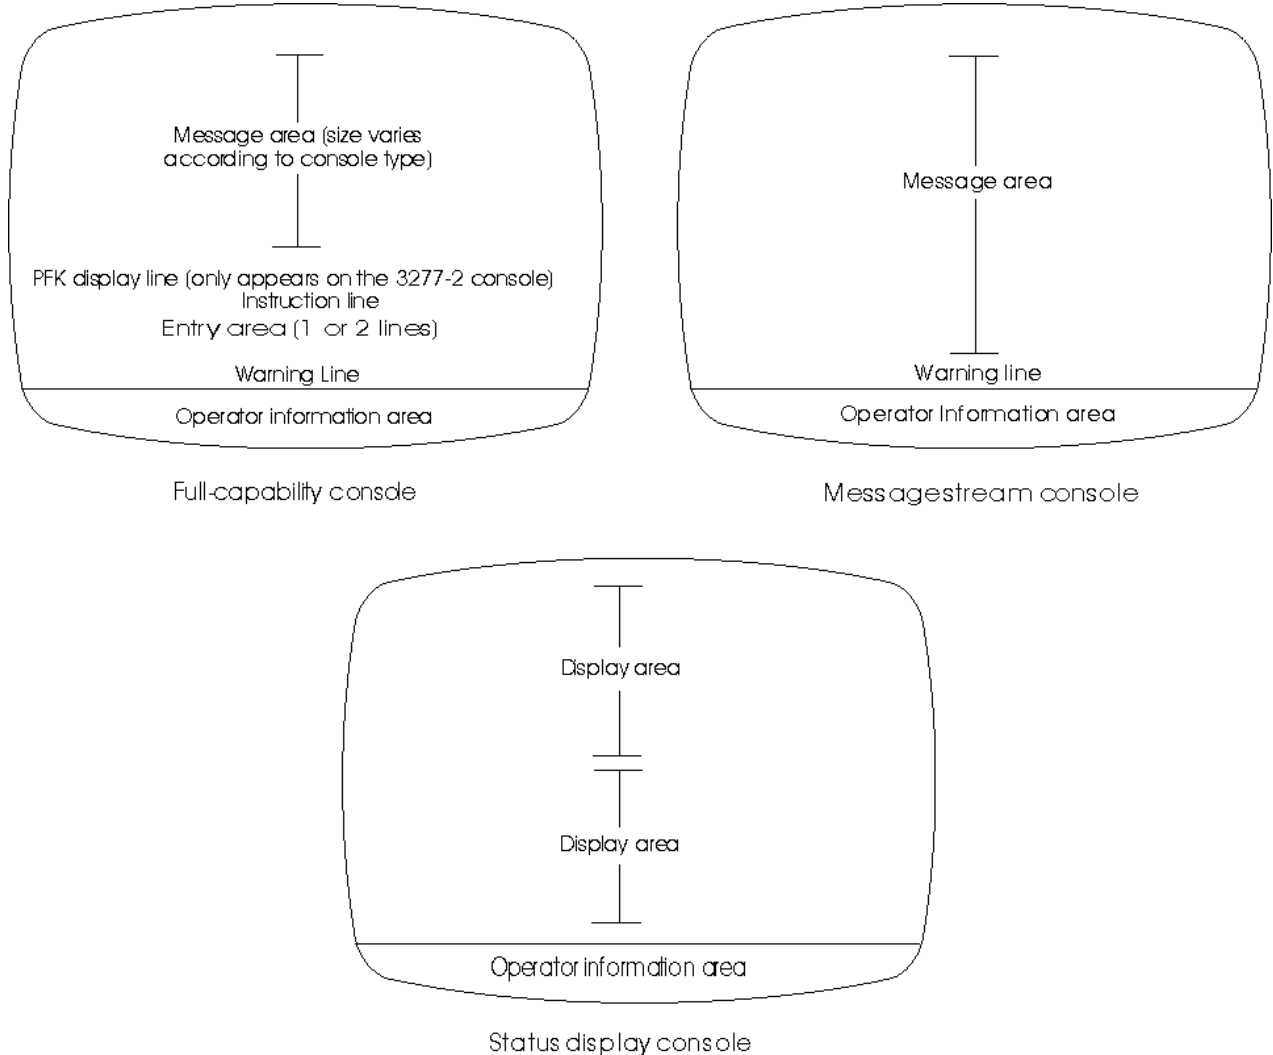 Message area (size varies
according to console type)
PFK display line (only appears on the 3277-2 console)
Instruction line
Entry area (1 or 2 lines)
Warning Line
Operator information area
Full-capability console
Message area
Warning line
Operator Information area
Message stream console
Display area
Display area
Operator information area
Status display console